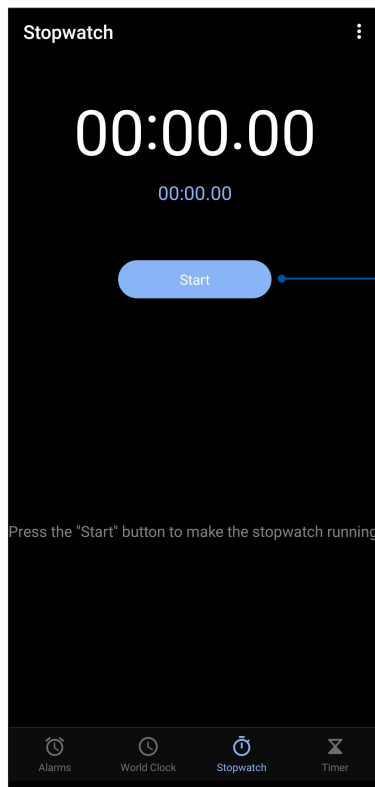 Stopwatch
00:00.00
00:00.00
Start
Press the "Start" button to make the stopwatch running
Alarms
World Clock
Stopwatch
Timer